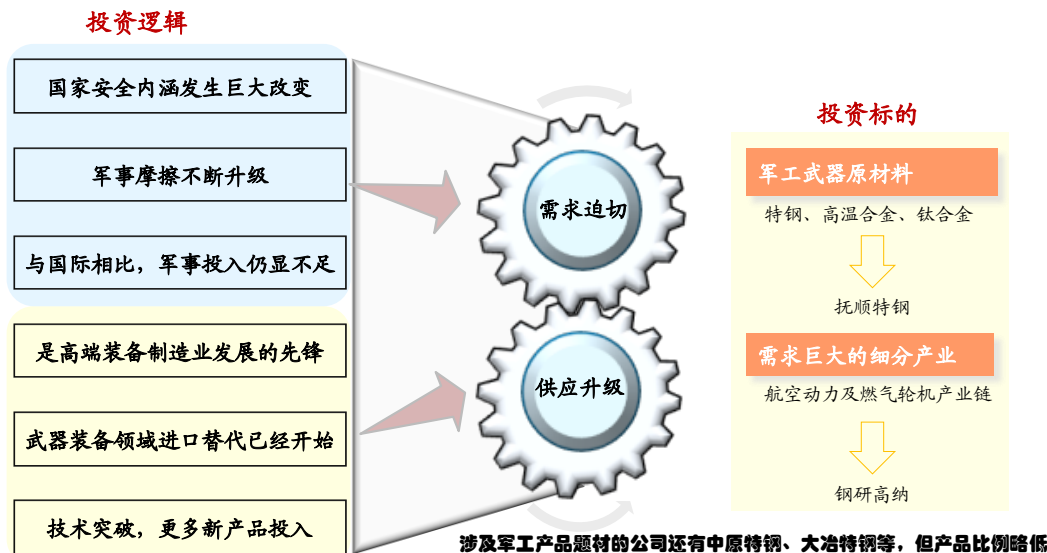 投资逻辑
国家安全内涵发生巨大改变
军事摩擦不断升级
与国际相比，军事投入仍显不足
是高端装备制造业发展的先锋
武器装备领域进口替代已经开始
技术突破，更多新产品投入
需求迫切
供应升级
投资标的
军工武器原材料
特钢、高温合金、钛合金
抚顺特钢
需求巨大的细分产业
航空动力及燃气轮机产业链
钢研高纳
涉及军工产品题材的公司还有中原特钢、大冶特钢等，但产品比例略低